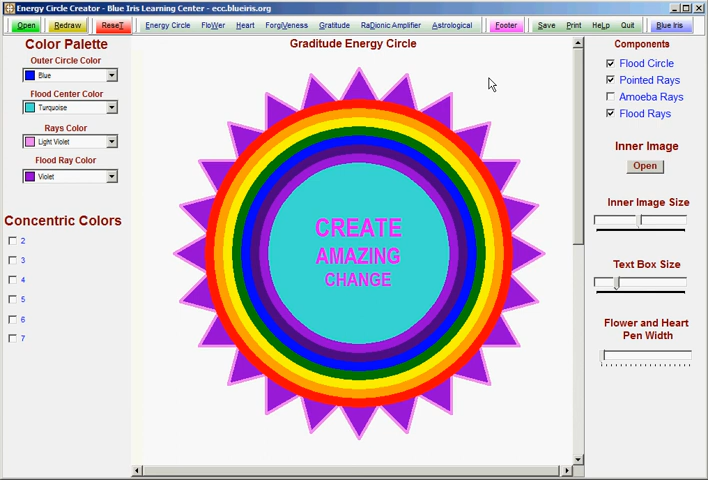 Energy Circle Creator - Blue Iris Learning Center - ecc.blueiris.org
Open Redraw ReseT Energy Circle FloWer Heart ForgiVeness Gratitude RaDionic Amplifier Astrological Footer Save Print HeLp Quit Blue Iris
Color Palette
Outer Circle Color
Blue
Flood Center Color
Turquoise
Rays Color
Light Violet
Flood Ray Color
Violet
Concentric Colors
2
3
4
5
6
7
Graditude Energy Circle
CREATE
AMAZING
CHANGE
Components
Flood Circle
Pointed Rays
Amoeba Rays
Flood Rays
Inner Image
Open
Inner Image Size
Text Box Size
Flower and Heart
Pen Width